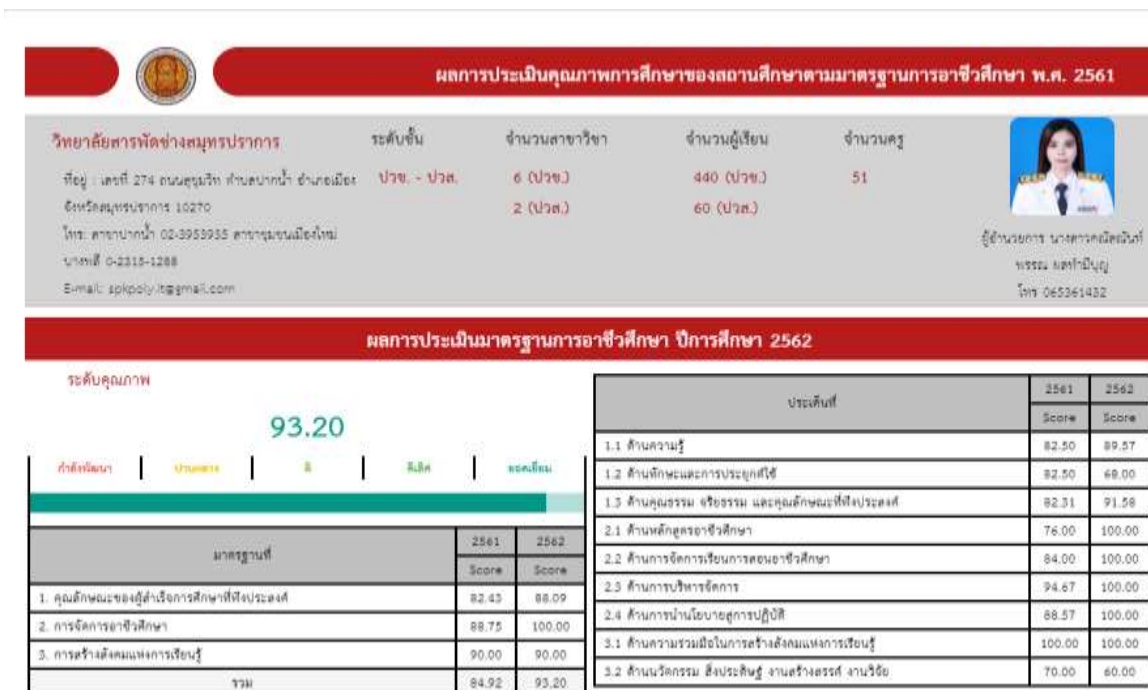 ผลการประเมินคุณภาพการศึกษาของสถานศึกษาตามมาตรฐานการอาชีวศึกษา พ.ศ. 2561
วิทยาลัยสารพัดช่างสมุทรปราการ
ที่อยู่ : เลขที่ 274 ถนนสุขุมวิท ตำบลปากน้ำ อำเภอเมือง
จังหวัดสมุทรปราการ 10270
โทร: สาขาปากน้ำ 02-3953935 สาขาชุมชนเมืองใหม่
บางพลี 0-2315-1288
E-mail: spkpoly.it@gmail.com
ระดับชั้น
ปวช. - ปวส.
จำนวนสาขาวิชา
6 (ปวช.)
2 (ปวส.)
จำนวนผู้เรียน
440 (ปวช.)
60 (ปวส.)
จำนวนครู
51
ผู้อำนวยการ
โทร 065361432
ผลการประเมินมาตรฐานการอาชีวศึกษา ปีการศึกษา 2562
ระดับคุณภาพ
93.20
กำลังพัฒนา ปานกลาง ดี ดีเลิศ ยอดเยี่ยม
มาตรฐานที่ 2561 2562
Score Score
1. คุณลักษณะของผู้สำเร็จการศึกษาที่พึงประสงค์ 82.43 88.09
2. การจัดการอาชีวศึกษา 88.75 100.00
3. การสร้างสังคมแห่งการเรียนรู้ 90.00 90.00
รวม 84.92 93.20
ประเด็นที่ 2561 2562
Score Score
1.1 ด้านความรู้ 82.50 89.57
1.2 ด้านทักษะและการประยุกต์ใช้ 82.50 68.00
1.3 ด้านคุณธรรม จริยธรรม และคุณลักษณะที่พึงประสงค์ 82.31 91.58
2.1 ด้านหลักสูตรอาชีวศึกษา 76.00 100.00
2.2 ด้านการจัดการเรียนการสอนอาชีวศึกษา 84.00 100.00
2.3 ด้านการบริหารจัดการ 94.67 100.00
2.4 ด้านการนำนโยบายสู่การปฏิบัติ 88.57 100.00
3.1 ด้านความร่วมมือในการสร้างสังคมแห่งการเรียนรู้ 100.00 100.00
3.2 ด้านนวัตกรรม สิ่งประดิษฐ์ งานสร้างสรรค์ งานวิจัย 70.00 60.00